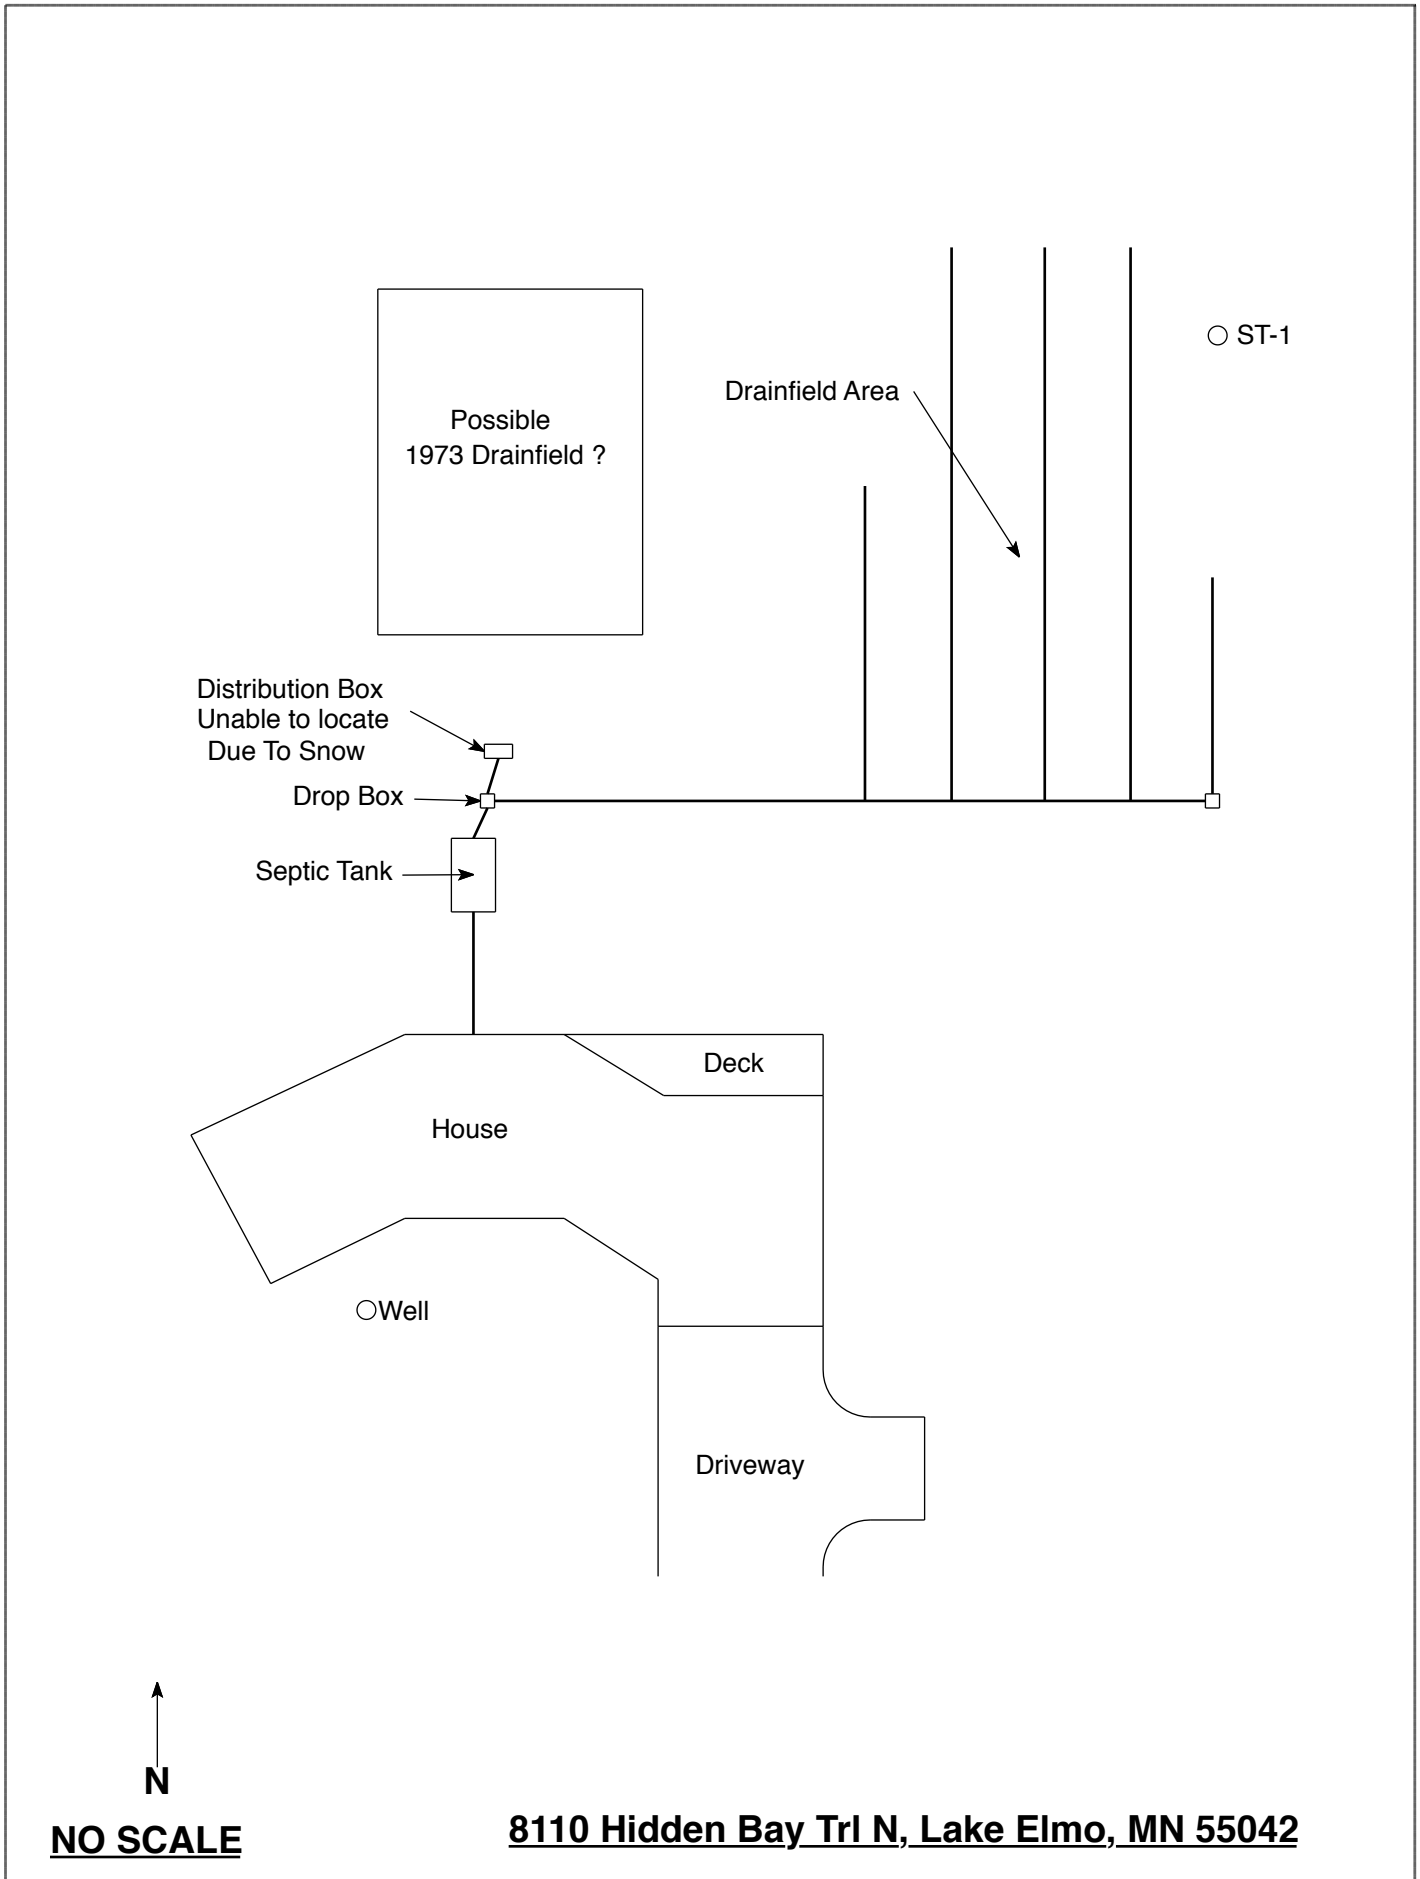 ST-1
Drainfield Area
Possible
1973 Drainfield ?
Distribution Box
Unable to locate
Due To Snow
Drop Box
Septic Tank
Deck
House
Well
Driveway
N
NO SCALE
8110 Hidden Bay Trl N, Lake Elmo, MN 55042